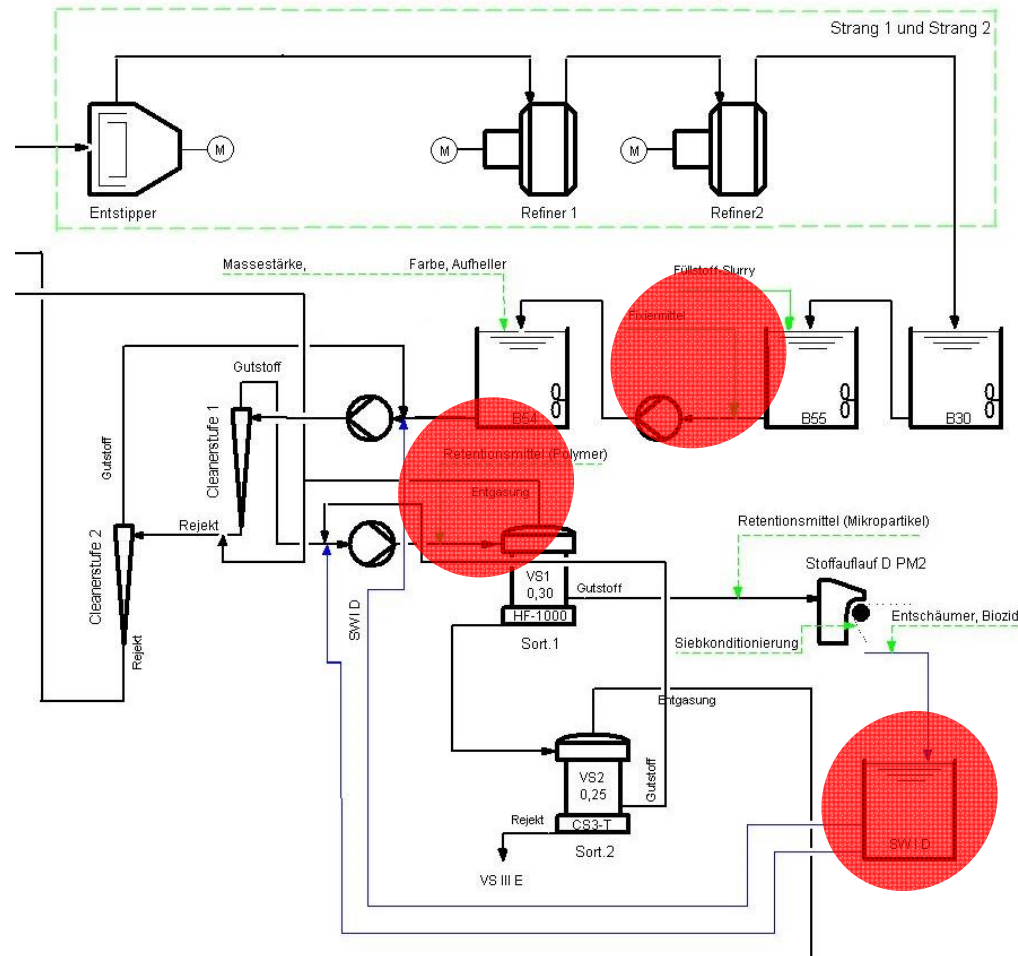 Strang 1 und Strang 2
M
M
M
Entstipper
Refiner 1
Refiner2
Massestärke,
Farbe, Aufheller
Füllstoff-Slurry
Fixiermittel
Gutstoff
B54
B55
B30
Cleanerstufe 1
Gutstoff
Retentionsmittel (Polymer)
Entgasung
Rejekt
Cleanerstufe 2
Retentionsmittel (Mikropartikel)
Stoffauflauf D PM2
VS1
0,30
Gutstoff
HF-1000
Sort.1
SWI D
Entschäumer, Biozid
Siebkonditionierung
Rejekt
Entgasung
VS2
0,25
Gutstoff
CS3-T
Rejekt
Sort.2
SW I D
VS III E